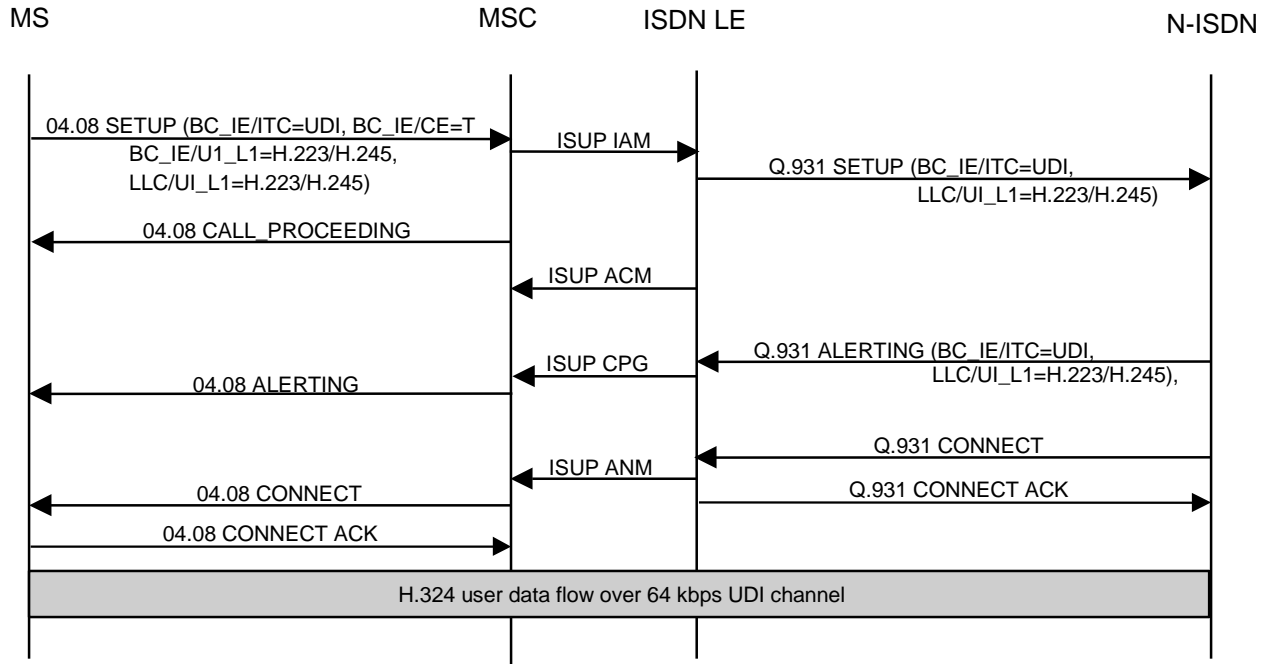 MS
MSC
ISDN LE
N-ISDN
04.08 SETUP (BC_IE/ITC=UDI, BC_IE/CE=T
BC_IE/U1_L1=H.223/H.245,
LLC/UI_L1=H.223/H.245)
ISUP IAM
Q.931 SETUP (BC_IE/ITC=UDI,
LLC/UI_L1=H.223/H.245)
04.08 CALL_PROCEEDING
ISUP ACM
Q.931 ALERTING (BC_IE/ITC=UDI,
LLC/UI_L1=H.223/H.245),
ISUP CPG
04.08 ALERTING
Q.931 CONNECT
ISUP ANM
04.08 CONNECT
Q.931 CONNECT ACK
04.08 CONNECT ACK
H.324 user data flow over 64 kbps UDI channel